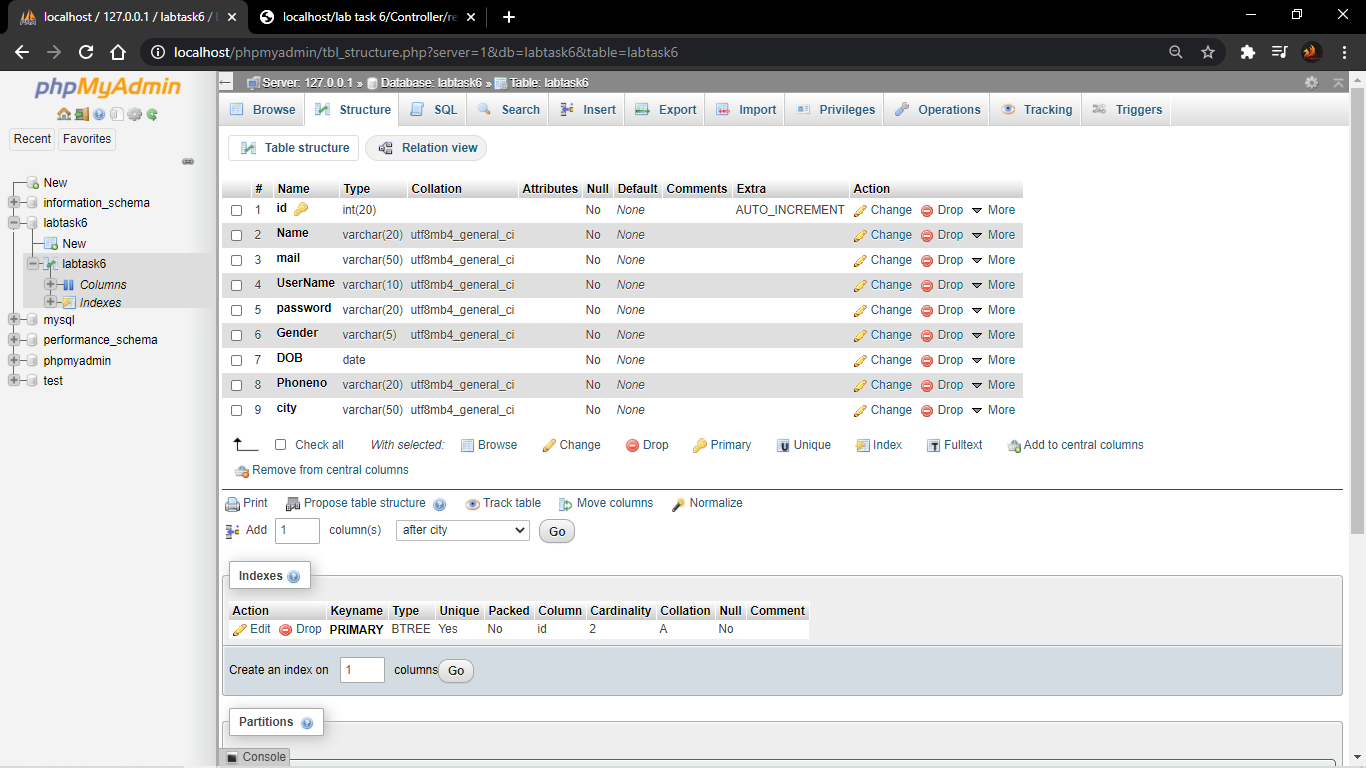 localhost / 127.0.0.1 / labtask6 / l
localhost/lab task 6/Controller/re
localhost/phpmyadmin/tbl_structure.php?server=1&db=labtask6&table=labtask6
phpMyAdmin
Recent Favorites
New
information_schema
labtask6
New
labtask6
Columns
Indexes
mysql
performance_schema
phpmyadmin
test
Server: 127.0.0.1 » Database: labtask6 » Table: labtask6
Browse Structure SQL Search Insert Export Import Privileges Operations Tracking Triggers
Table structure Relation view
# Name Type Collation Attributes Null Default Comments Extra Action
1 id int(20) No None AUTO_INCREMENT Change Drop More
2 Name varchar(20) utf8mb4_general_ci No None Change Drop More
3 mail varchar(50) utf8mb4_general_ci No None Change Drop More
4 UserName varchar(10) utf8mb4_general_ci No None Change Drop More
5 password varchar(20) utf8mb4_general_ci No None Change Drop More
6 Gender varchar(5) utf8mb4_general_ci No None Change Drop More
7 DOB date No None Change Drop More
8 Phoneno varchar(20) utf8mb4_general_ci No None Change Drop More
9 city varchar(50) utf8mb4_general_ci No None Change Drop More
Check all With selected: Browse Change Drop Primary Unique Index Fulltext Add to central columns
Remove from central columns
Print Propose table structure Track table Move columns Normalize
Add 1 column(s) after city Go
Indexes
Action Keyname Type Unique Packed Column Cardinality Collation Null Comment
Edit Drop PRIMARY BTREE Yes No id 2 A No
Create an index on 1 columns Go
Partitions
Console